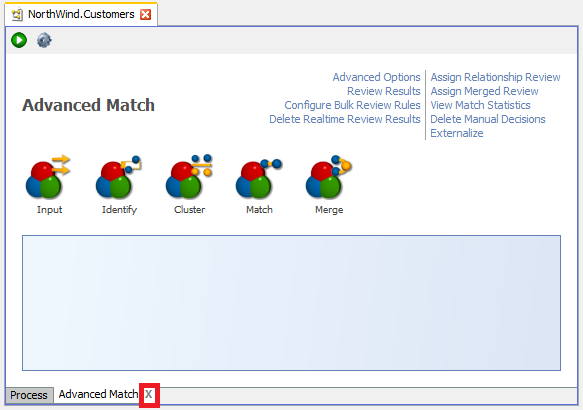 NorthWind.Customers
Advanced Options
Assign Relationship Review
Review Results
Assign Merged Review
Configure Bulk Review Rules
View Match Statistics
Delete Realtime Review Results
Delete Manual Decisions
Externalize
Advanced Match
Input
Identify
Cluster
Match
Merge
Process
Advanced Match X